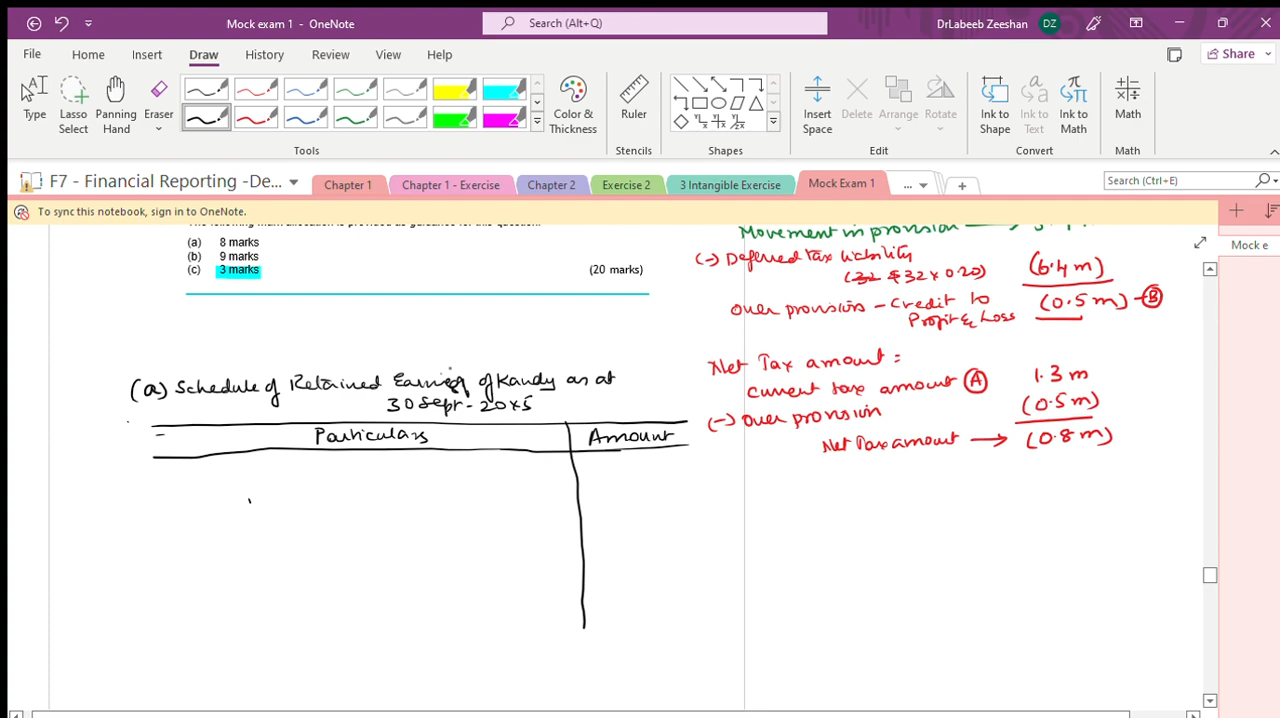 Mock exam 1 - OneNote
Search (Alt+Q)
DrLabeeb Zeeshan
DZ
File
Home
Insert
Draw
History
Review
View
Help
Share
Type
Lasso Select
Panning Hand
Eraser
Color & Thickness
Ruler
Insert Space
Delete
Arrange
Rotate
Ink to Shape
Ink to Text
Ink to Math
Math
Tools
Stencils
Shapes
Edit
Convert
Math
F7 - Financial Reporting -De...
Chapter 1
Chapter 1 - Exercise
Chapter 2
Exercise 2
3 Intangible Exercise
Mock Exam 1
...
Search (Ctrl+E)
To sync this notebook, sign in to OneNote.
Mock e
(a) 8 marks
(b) 9 marks
(c) 3 marks
(20 marks)
Movement in provision
(-) Deferred tax liability
32 x 0.20)
(6.4 m)
Over provision - Credit to Profit & Loss
(0.5 m) - B
Net Tax amount =
Current tax amount A
1.3 m
(-) Over provision
(0.5 m)
Net Tax amount
(0.8 m)
(a) Schedule of Retained Earnings of Kandy as at
30 Sept - 20x5
Particulars
Amount